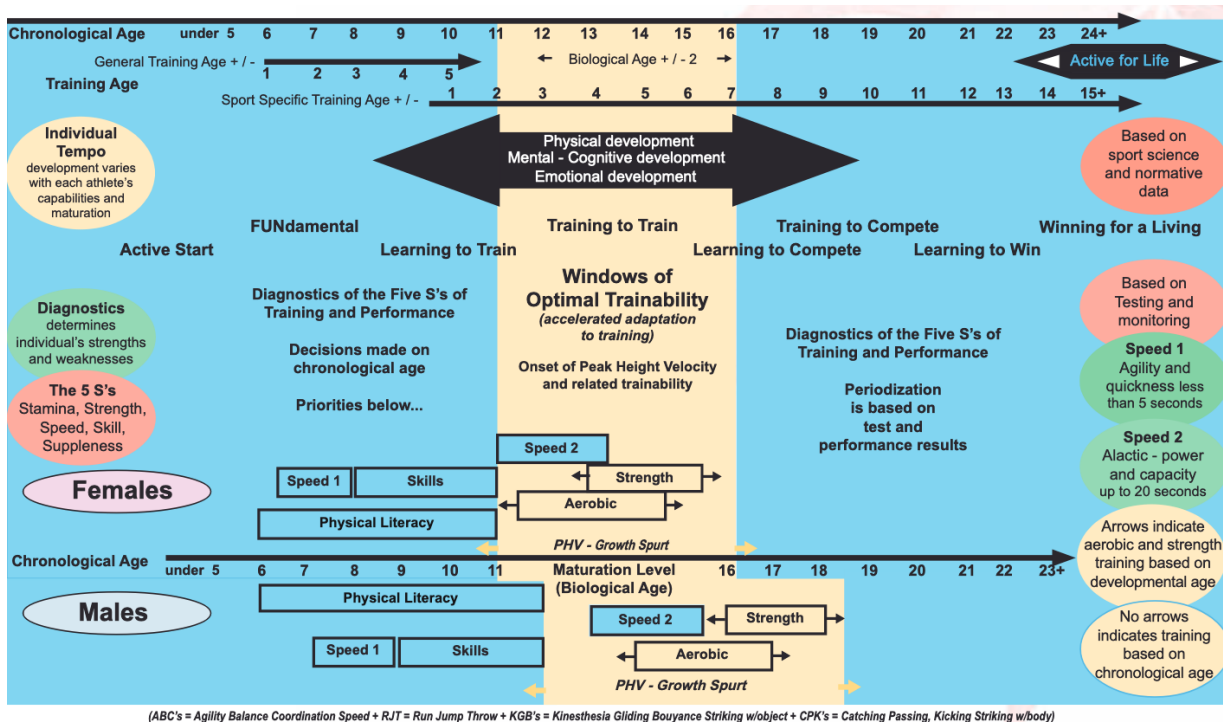 Chronological Age under 5 6 7 8 9 10 11 12 13 14 15 16 17 18 19 20 21 22 23 24+
General Training Age + / -
Biological Age + / - 2
Active for Life
1 2 3 4 5
Training Age
Sport Specific Training Age + / -
1 2 3 4 5 6 7 8 9 10 11 12 13 14 15+
Individual
Tempo
development varies
with each athlete's
capabilities and
maturation
Physical development
Mental - Cognitive development
Emotional development
Based on
sport science
and normative
data
Active Start
FUNdamental
Learning to Train
Training to Train
Learning to Compete
Training to Compete
Learning to Win
Winning for a Living
Diagnostics
determines
individual's strengths
and weaknesses
The 5 S's
Stamina, Strength,
Speed, Skill,
Suppleness
Diagnostics of the Five S's of
Training and Performance
Decisions made on
chronological age
Priorities below...
Windows of
Optimal Trainability
(accelerated adaptation
to training)
Onset of Peak Height Velocity
and related trainability
Diagnostics of the Five S's of
Training and Performance
Periodization
is based on
test and
performance results
Based on
Testing and
monitoring
Speed 1
Agility and
quickness less
than 5 seconds
Speed 2
Alactic - power
and capacity
up to 20 seconds
Females
Speed 2
Speed 1
Skills
Strength
Aerobic
Physical Literacy
PHV - Growth Spurt
Chronological Age
under 5 6 7 8 9 10 11
Maturation Level
(Biological Age)
16 17 18 19 20 21 22 23+
Arrows indicate
aerobic and strength
training based on
developmental age
Males
Physical Literacy
Speed 2
Strength
Speed 1
Skills
Aerobic
PHV - Growth Spurt
No arrows
indicates training
based on
chronological age
(ABC's = Agility Balance Coordination Speed + RJT = Run Jump Throw + KGB's = Kinesthesia Gliding Bouyance Striking w/object + CPK's = Catching Passing, Kicking Striking w/body)